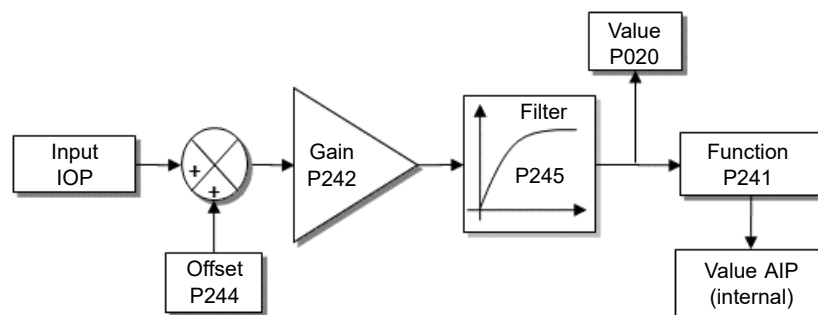 Input
IOP
+
+
Offset
P244
Gain
P242
Filter
P245
Value
P020
Function
P241
Value AIP
(internal)